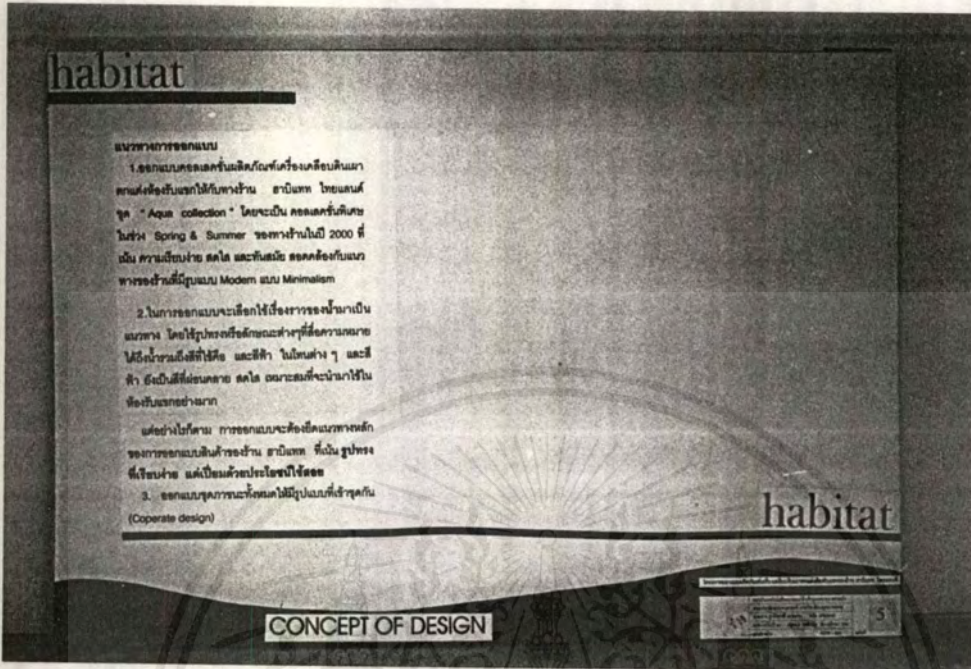 habitat
แนวทางการออกแบบ
1.ออกแบบคอลเลคชั่นผลิตภัณฑ์เครื่องเคลือบดินเผา
ตกแต่งห้องรับแขกให้กับทางร้าน ฮาบิแทท ไทยแลนด์
ชุด " Aqua collection " โดยจะเป็น คอลเลคชั่นพิเศษ
ในช่วง Spring & Summer ของทางร้านในปี 2000 ที่
เน้น ความเรียบง่าย สดใส และทันสมัย สอดคล้องกับแนว
ทางของร้านที่มีรูปแบบ Modern แบบ Minimalism
2.ในการออกแบบจะเลือกใช้เรื่องราวของน้ำมาเป็น
แนวทาง โดยใช้รูปทรงหรือลักษณะต่างๆที่สื่อความหมาย
ได้ถึงน้ำรวมถึงสีที่ใช้คือ และสีฟ้า ในโทนต่าง ๆ และสี
ฟ้า ยังเป็นสีที่ผ่อนคลาย สดใส เหมาะสมที่จะนำมาใช้ใน
ห้องรับแขกอย่างมาก
แต่อย่างไรก็ตาม การออกแบบจะต้องยึดแนวทางหลัก
ของการออกแบบสินค้าของร้าน ฮาบิแทท ที่เน้น รูปทรง
ที่เรียบง่าย แต่เปี่ยมด้วยประโยชน์ใช้สอย
3. ออกแบบชุดภาชนะทั้งหมดให้มีรูปแบบที่เข้าชุดกัน
(Coperate design)
habitat
CONCEPT OF DESIGN
5